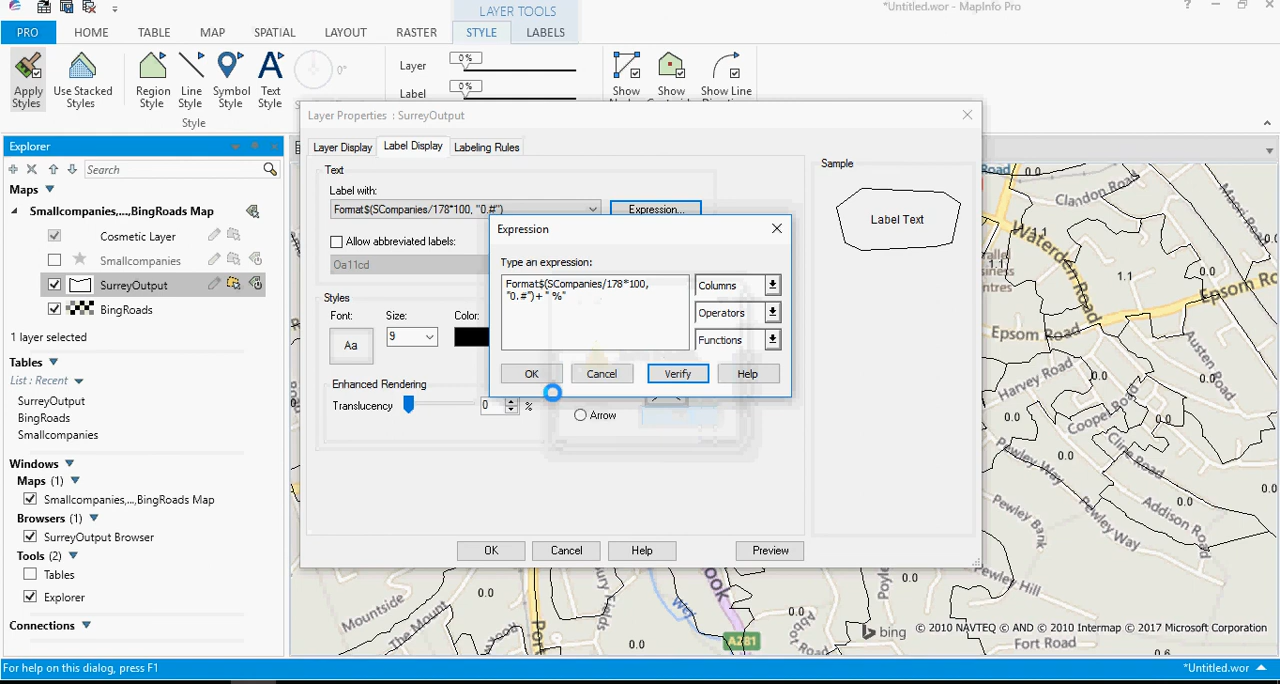 LAYER TOOLS
*Untitled.wor - MapInfo Pro
PRO
HOME
TABLE
MAP
SPATIAL
LAYOUT
RASTER
STYLE
LABELS
Apply
Styles
Use Stacked
Styles
Region
Style
Line
Style
Symbol
Style
Text
Style
0°
Style
Layer
0%
Label
0%
Show
Show
Show Line
Explorer
Search
Maps
Smallcompanies,...,BingRoads Map
Cosmetic Layer
Smallcompanies
SurreyOutput
BingRoads
1 layer selected
Tables
List : Recent
SurreyOutput
BingRoads
Smallcompanies
Windows
Maps (1)
Smallcompanies,...,BingRoads Map
Browsers (1)
SurreyOutput Browser
Tools (2)
Tables
Explorer
Connections
Layer Properties : SurreyOutput
Layer Display
Label Display
Labeling Rules
Text
Label with:
Format$(SCompanies/178*100, "0.#")
Expression...
Allow abbreviated labels:
Oa11cd
Styles
Font:
Size:
Color:
Aa
9
Enhanced Rendering
Translucency
0
%
Arrow
Sample
Label Text
OK
Cancel
Help
Preview
Expression
Type an expression:
Format$(SCompanies/178*100,
"0.#")+ " %"
Columns
Operators
Functions
OK
Cancel
Verify
Help
Road
0.0
Clandon Road
Waterden Road
1.1
1.1
Epsom Road
Epsom Ro
Austen Road
Harvey Road
0.0
Coopel Road
0.0
Cline Road
0.0
Pewley Way
0.0
Addison Road
0.0
Pewley Bank
Pewley Way
Pewley Hill
0.0
0.0
0.0
0.0
Mountside
The Mount
Port
0.0
A281
0.0
Fort Road
0.6
bing
© 2010 NAVTEQ © AND © 2010 Intermap © 2017 Microsoft Corporation
For help on this dialog, press F1
*Untitled.wor